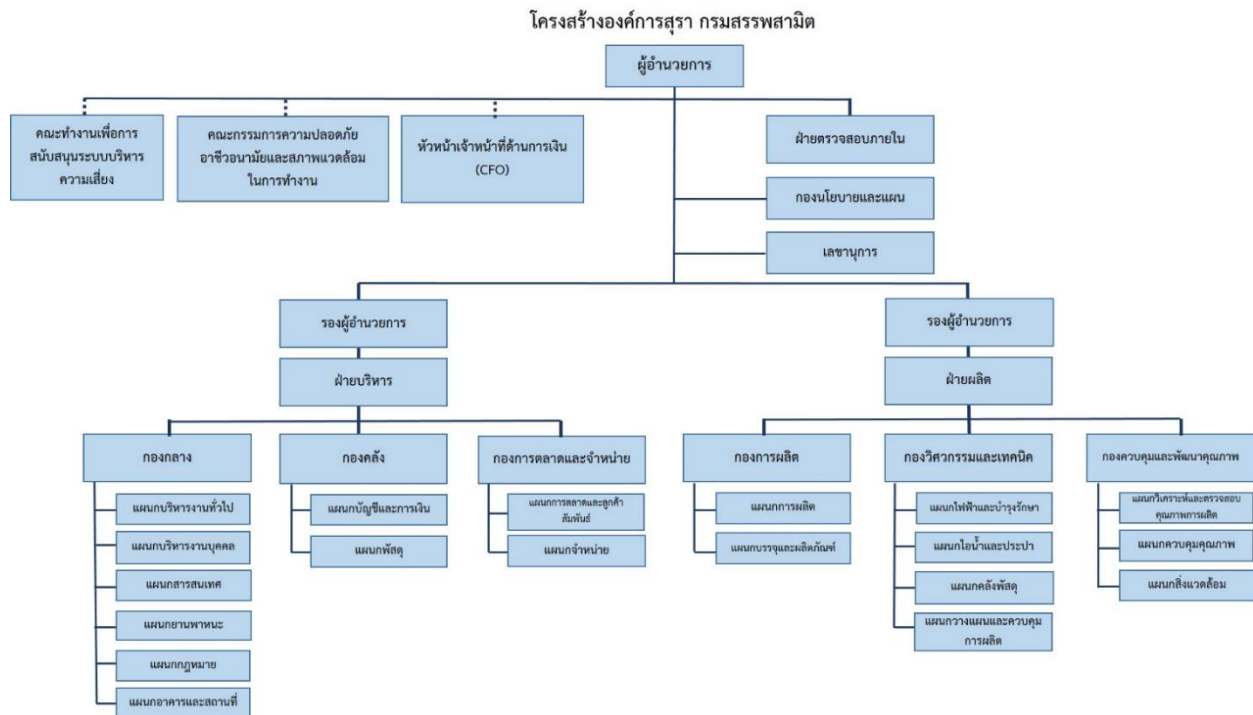 โครงสร้างองค์การสุรา กรมสรรพสามิต
ผู้อำนวยการ
คณะทำงานเพื่อการ
สนับสนุนระบบบริหาร
ความเสี่ยง
คณะกรรมการความปลอดภัย
อาชีวอนามัยและสภาพแวดล้อม
ในการทำงาน
หัวหน้าเจ้าหน้าที่ด้านการเงิน
(CFO)
ฝ่ายตรวจสอบภายใน
กองนโยบายและแผน
เลขานุการ
รองผู้อำนวยการ
ฝ่ายบริหาร
กองกลาง
แผนกบริหารงานทั่วไป
แผนกบริหารงานบุคคล
แผนกสารสนเทศ
แผนกยานพาหนะ
แผนกกฎหมาย
แผนกอาคารและสถานที่
กองคลัง
แผนกบัญชีและการเงิน
แผนกพัสดุ
กองการตลาดและจำหน่าย
แผนกการตลาดและลูกค้า
สัมพันธ์
แผนกจำหน่าย
รองผู้อำนวยการ
ฝ่ายผลิต
กองการผลิต
แผนกการผลิต
แผนกบรรจุและผลิตภัณฑ์
กองวิศวกรรมและเทคนิค
แผนกไฟฟ้าและบำรุงรักษา
แผนกไอน้ำและประปา
แผนกคลังพัสดุ
แผนกวางแผนและควบคุม
การผลิต
กองควบคุมและพัฒนาคุณภาพ
แผนกวิเคราะห์และตรวจสอบ
คุณภาพการผลิต
แผนกควบคุมคุณภาพ
แผนกสิ่งแวดล้อม